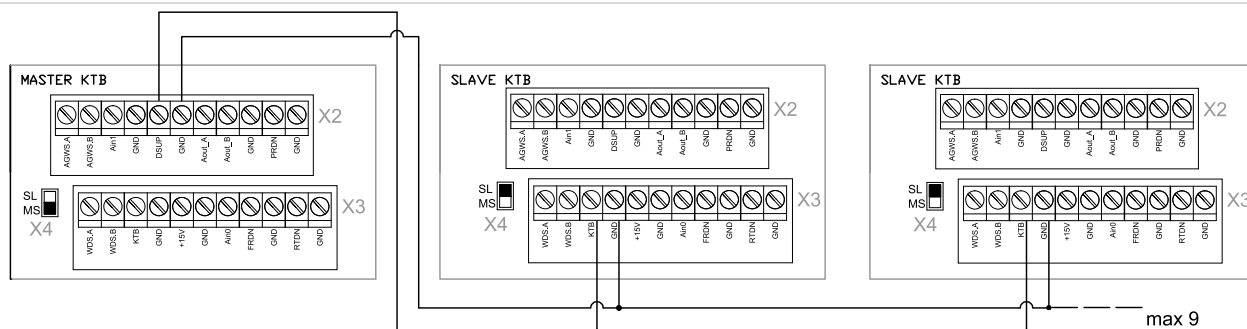 MASTER KTB
X2
AGWS.A AGWS.B Ain1 GND DSUP GND Aout_A Aout_B GND PRDN GND
SL
MS
X4
X3
WDS.A WDS.B KTB GND +15V GND Ain0 FRDN GND RTDN GND
SLAVE KTB
X2
AGWS.A AGWS.B Ain1 GND DSUP GND Aout_A Aout_B GND PRDN GND
SL
MS
X4
X3
WDS.A WDS.B KTB GND +15V GND Ain0 FRDN GND RTDN GND
SLAVE KTB
X2
AGWS.A AGWS.B Ain1 GND DSUP GND Aout_A Aout_B GND PRDN GND
SL
MS
X4
X3
WDS.A WDS.B KTB GND +15V GND Ain0 FRDN GND RTDN GND
max 9